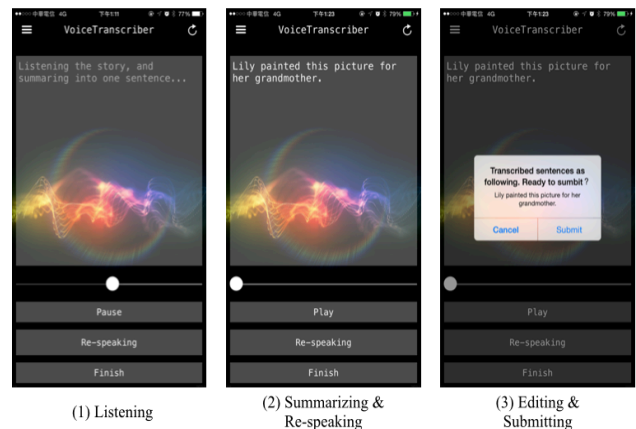 中華電信 4G 下午1:11 77%
VoiceTranscriber
Listening the story, and
summaring into one sentence...
Pause
Re-speaking
Finish
(1) Listening
中華電信 4G 下午1:23 79%
VoiceTranscriber
Lily painted this picture for
her grandmother.
Play
Re-speaking
Finish
(2) Summarizing &
Re-speaking
中華電信 4G 下午1:23 79%
VoiceTranscriber
Lily painted this picture for
her grandmother.
Transcribed sentences as
following. Ready to sumbit ?
Lily painted this picture for her
grandmother.
Cancel Submit
Play
Re-speaking
Finish
(3) Editing &
Submitting